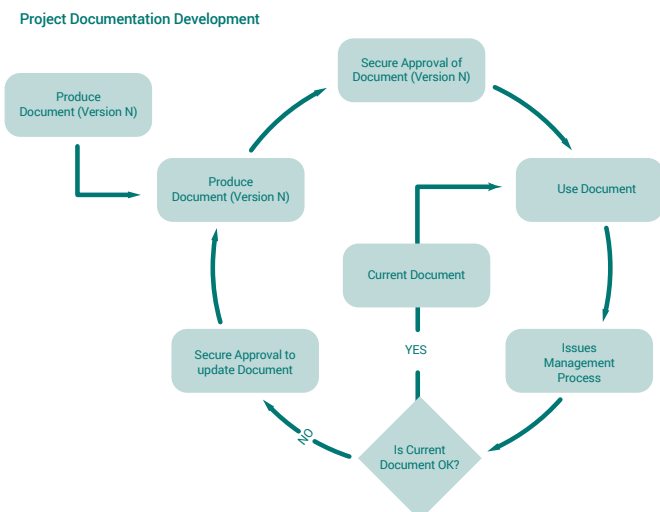 Project Documentation Development
Secure Approval of
Document (Version N)
Produce
Document (Version N)
Produce
Document (Version N)
Use Document
Current Document
Secure Approval to
update Document
YES
Issues
Management
Process
NO
Is Current
Document OK?